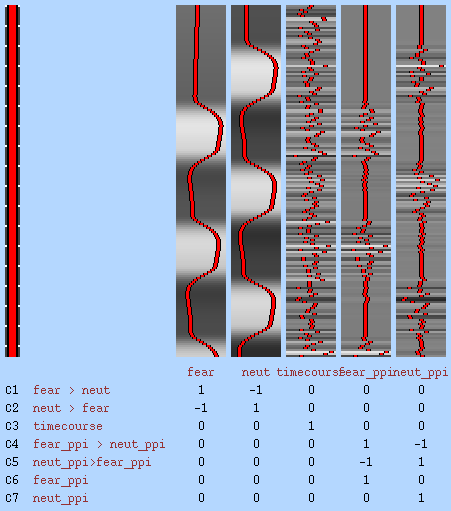 fear neut timecourse fear_ppi neut_ppi
C1 fear > neut 1 -1 0 0 0
C2 neut > fear -1 1 0 0 0
C3 timecourse 0 0 1 0 0
C4 fear_ppi > neut_ppi 0 0 0 1 -1
C5 neut_ppi>fear_ppi 0 0 0 -1 1
C6 fear_ppi 0 0 0 1 0
C7 neut_ppi 0 0 0 0 1